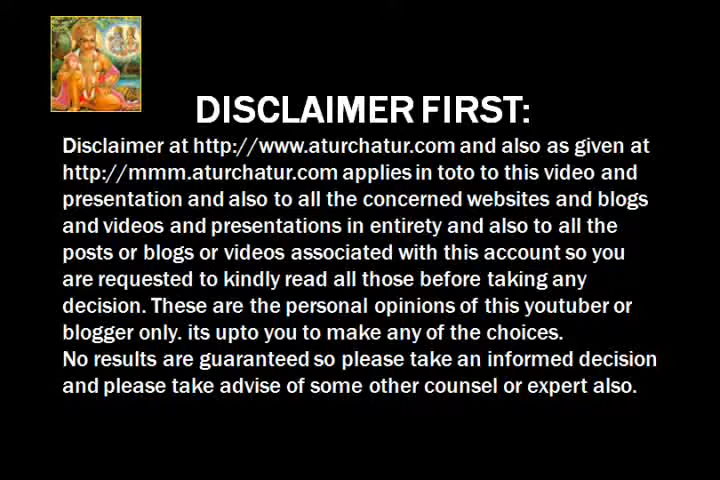 DISCLAIMER FIRST:
Disclaimer at http://www.aturchatur.com and also as given at
http://mmm.aturchatur.com applies in toto to this video and
presentation and also to all the concerned websites and blogs
and videos and presentations in entirety and also to all the
posts or blogs or videos associated with this account so you
are requested to kindly read all those before taking any
decision. These are the personal opinions of this youtuber or
blogger only. its upto you to make any of the choices.
No results are guaranteed so please take an informed decision
and please take advise of some other counsel or expert also.